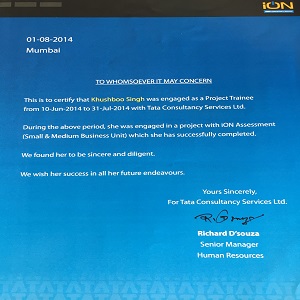 iON
01-08-2014
Mumbai
TO WHOMSOEVER IT MAY CONCERN
This is to certify that Khushboo Singh was engaged as a Project Trainee
from 10-Jun-2014 to 31-Jul-2014 with Tata Consultancy Services Ltd.
During the above period, she was engaged in a project with iON Assessment
(Small & Medium Business Unit) which she has successfully completed.
We found her to be sincere and diligent.
We wish her success in all her future endeavours.
Yours Sincerely,
For Tata Consultancy Services Ltd.
Richard D'souza
Senior Manager
Human Resources